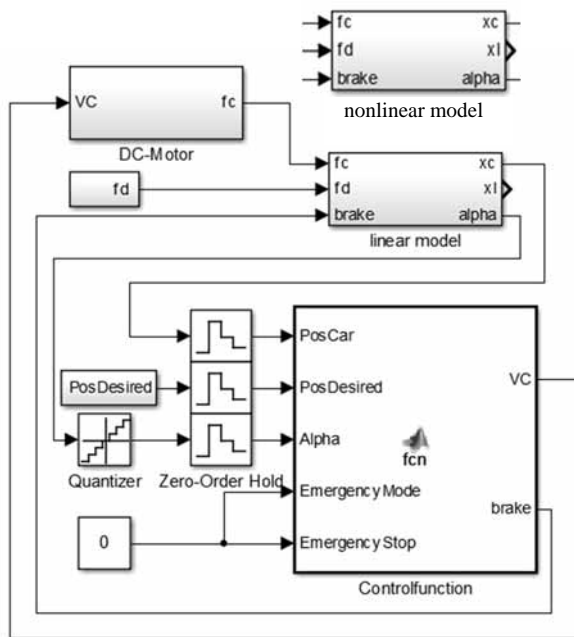 fc xc
fd xl
brake alpha
nonlinear model
VC fc
DC-Motor
fc xc
fd
fd xl
brake alpha
linear model
PosCar
VC
PosDesired
PosDesired
Alpha
fcn
Quantizer
Zero-Order Hold
Emergency Mode
brake
0
Emergency Stop
Controlfunction